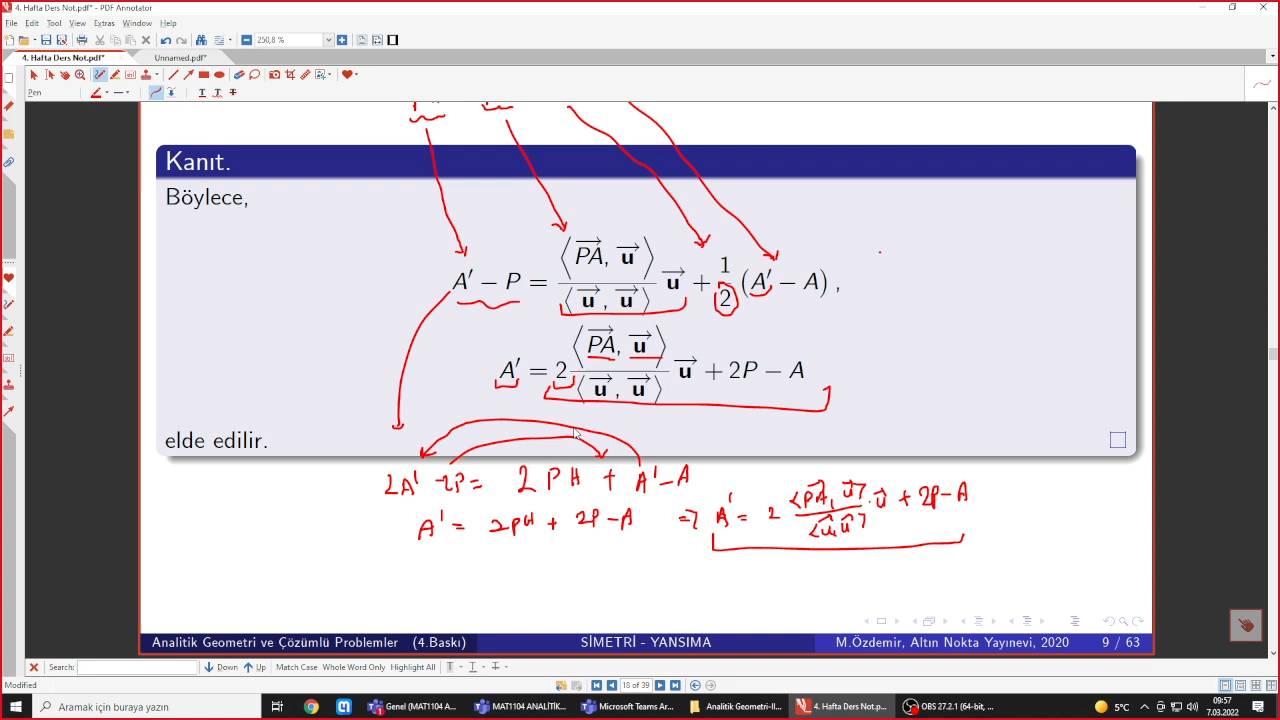 4. Hafta Ders Not.pdf* - PDF Annotator
File Edit Tool View Extras Window Help
250,8 %
4. Hafta Ders Not.pdf* Unnamed.pdf*
Pen
Kanıt.
Böylece,
A′ − P = ⟨PA⃗, u⃗⟩ / ⟨u⃗, u⃗⟩ u⃗ + 1/2 (A′ − A),
A′ = 2 ⟨PA⃗, u⃗⟩ / ⟨u⃗, u⃗⟩ u⃗ + 2P − A
elde edilir.
2A' -2P = 2PH + A'-A
A' = 2PH + 2P-A => A' = 2 <PA⃗, u⃗> / <u⃗ u⃗> . u⃗ + 2P-A
Analitik Geometri ve Çözümlü Problemler (4.Baskı) SİMETRİ - YANSIMA M.Özdemir, Altın Nokta Yayınevi, 2020 9 / 63
Search: Down Up Match Case Whole Word Only Highlight All
Modified 18 of 39
Aramak için buraya yazın Genel (MAT1104 A... MAT1104 ANALİTİK... Microsoft Teams Ar... Analitik Geometri-II... 4. Hafta Ders Not.p... OBS 27.2.1 (64-bit, ... 5°C 09:57
7.03.2022